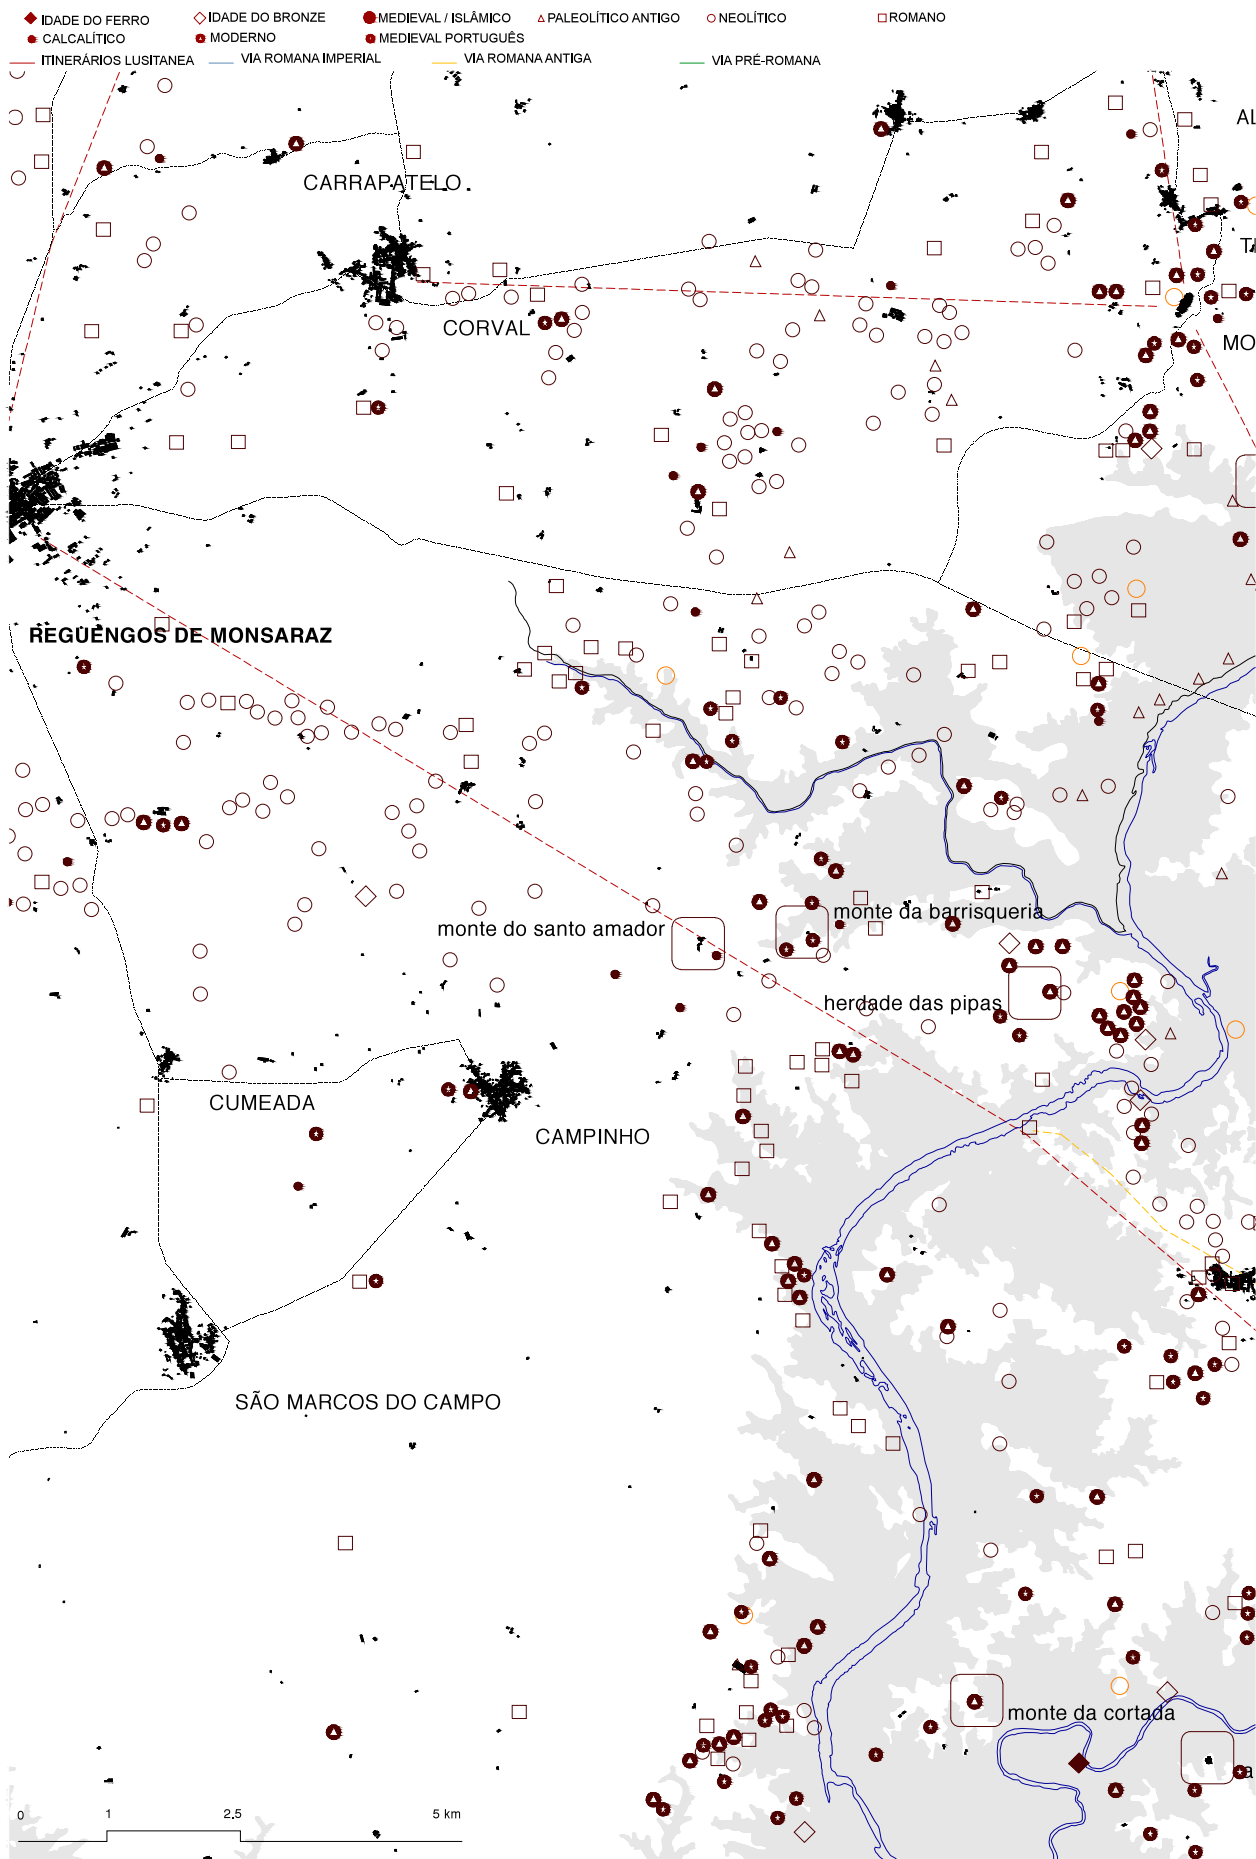 IDADE DO FERRO IDADE DO BRONZE MEDIEVAL / ISLÂMICO PALEOLÍTICO ANTIGO NEOLÍTICO ROMANO
CALCALÍTICO MODERNO MEDIEVAL PORTUGUÊS
ITINERÁRIOS LUSITANEA VIA ROMANA IMPERIAL VIA ROMANA ANTIGA VIA PRÉ-ROMANA
AL
CARRAPATELO
CORVAL
MO
REGUENGOS DE MONSARAZ
monte da barrisqueria
monte do santo amador
herdade das pipas
CUMEADA
CAMPINHO
SÃO MARCOS DO CAMPO
monte da cortada
0 1 2,5 5 km